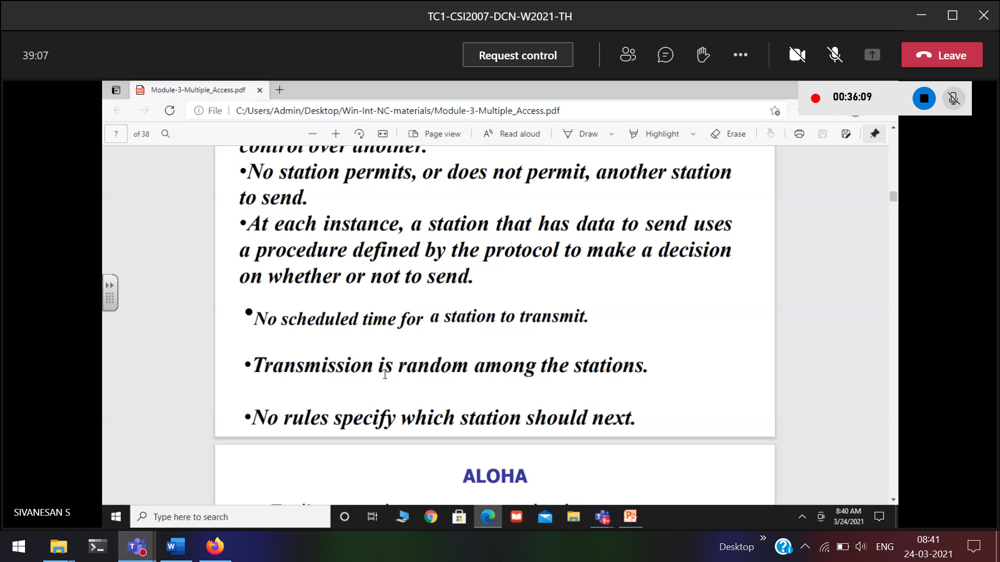 TC1-CSI2007-DCN-W2021-TH
39:07
Request control
Leave
Module-3-Multiple_Access.pdf
00:36:09
File
C:/Users/Admin/Desktop/Win-Int-NC-materials/Module-3-Multiple_Access.pdf
7 of 38
Page view
Read aloud
Draw
Highlight
Erase
control over another.
•No station permits, or does not permit, another station
to send.
•At each instance, a station that has data to send uses
a procedure defined by the protocol to make a decision
on whether or not to send.
•No scheduled time for a station to transmit.
•Transmission is random among the stations.
•No rules specify which station should next.
ALOHA
SIVANESAN S
Type here to search
8:40 AM
3/24/2021
Desktop
ENG
08:41
24-03-2021